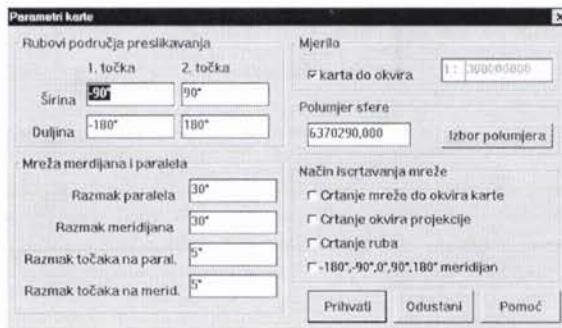 Parametri karte
Rubovi područja preslikavanja
1. točka 2. točka
Širina -90° 90°
Duljina -180° 180°
Mreža merdijana i paralela
Razmak paralela 30°
Razmak meridijana 30°
Razmak točaka na paral. 5°
Razmak točaka na merid. 5°
Mjerilo
karta do okvira 1: 300000000
Polumjer sfere
6370290,000 Izbor polumjera
Način iscrtavanja mreže
Crtanje mreže do okvira karte
Crtanje okvira projekcije
Crtanje ruba
-180°,-90°,0°,90°,180° meridijan
Prihvati Odustani Pomoć